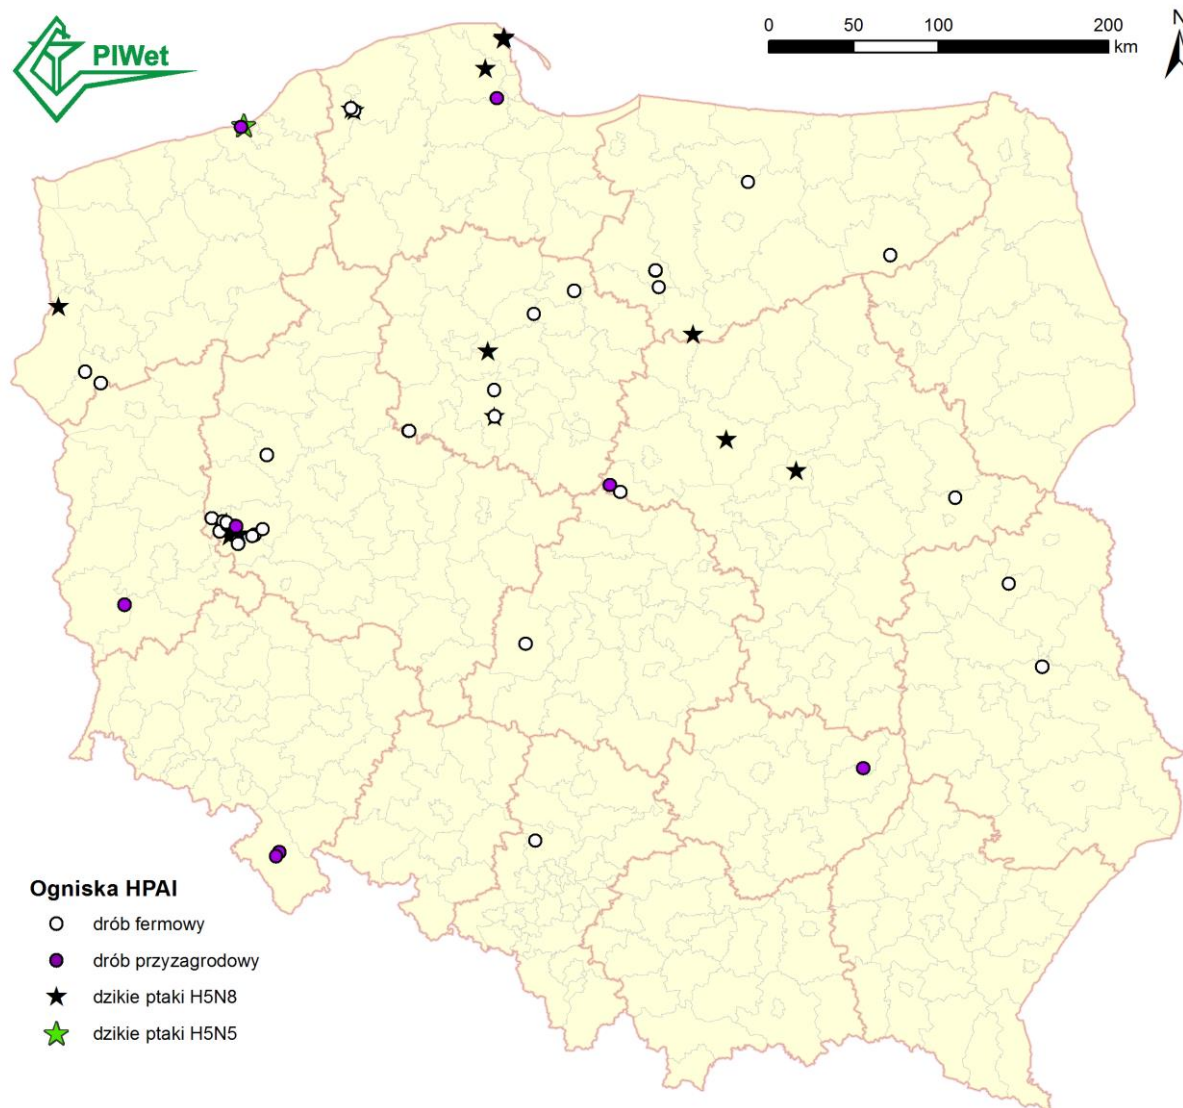 PIWet
0 50 100 200
km
N
Ogniska HPAI
drób fermowy
drób przyzagrodowy
dzikie ptaki H5N8
dzikie ptaki H5N5